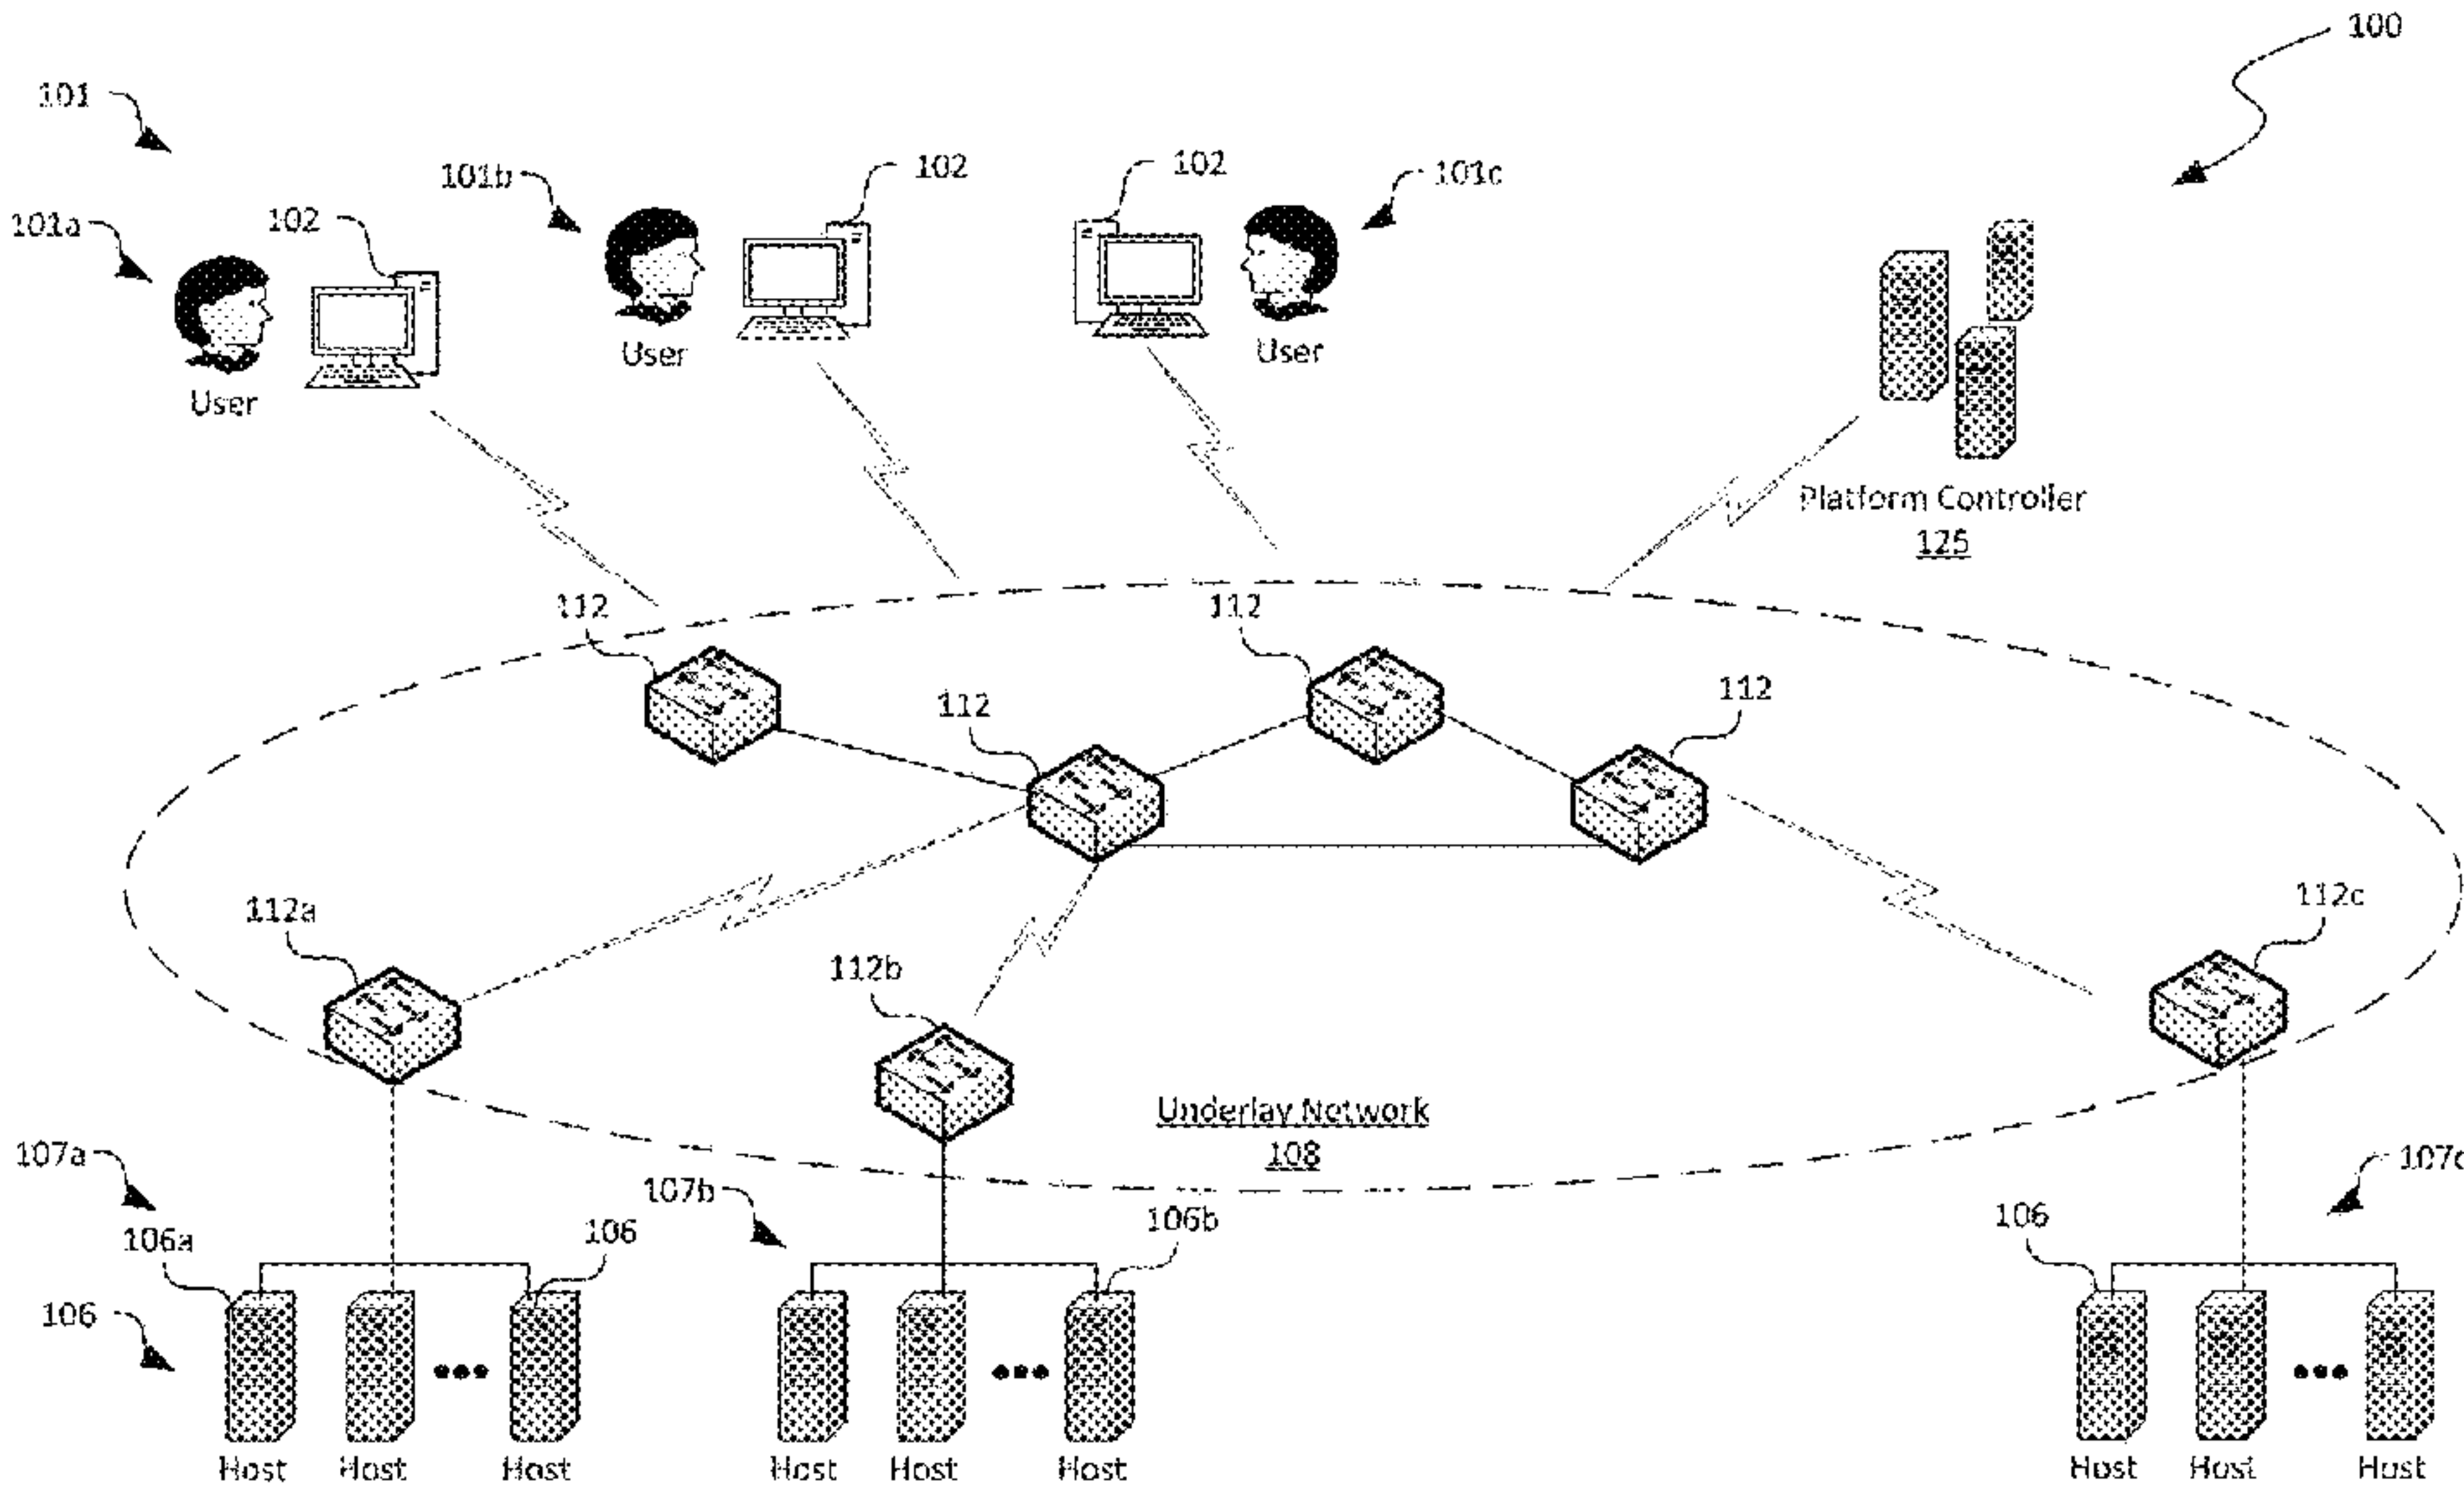 100
101
101b
102
102
101c
101a
102
User
User
User
Platform Controller
125
112
112
112
112
112a
112b
112c
Underlay Network
108
107a
107b
107c
106a
106
106b
106
106
Host
Host
Host
Host
Host
Host
Host
Host
Host